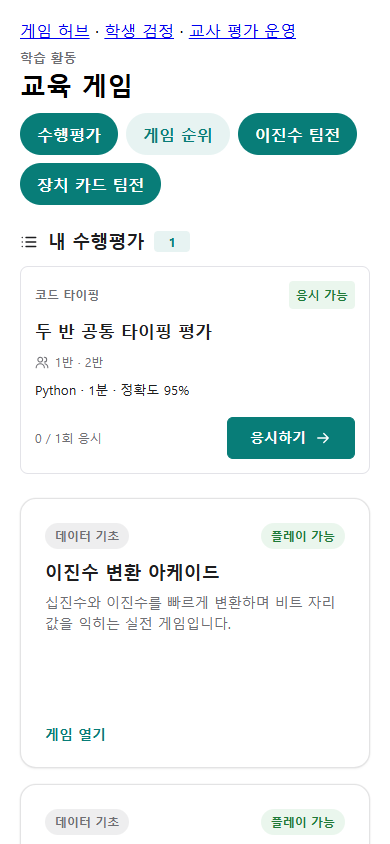 게임 허브 · 학생 검정 · 교사 평가 운영
학습 활동
교육 게임
수행평가
게임 순위
이진수 팀전
장치 카드 팀전
내 수행평가 1
코드 타이핑
응시 가능
두 반 공통 타이핑 평가
1반 · 2반
Python · 1분 · 정확도 95%
0 / 1회 응시
응시하기 →
데이터 기초
플레이 가능
이진수 변환 아케이드
십진수와 이진수를 빠르게 변환하며 비트 자리
값을 익히는 실전 게임입니다.
게임 열기
데이터 기초
플레이 가능